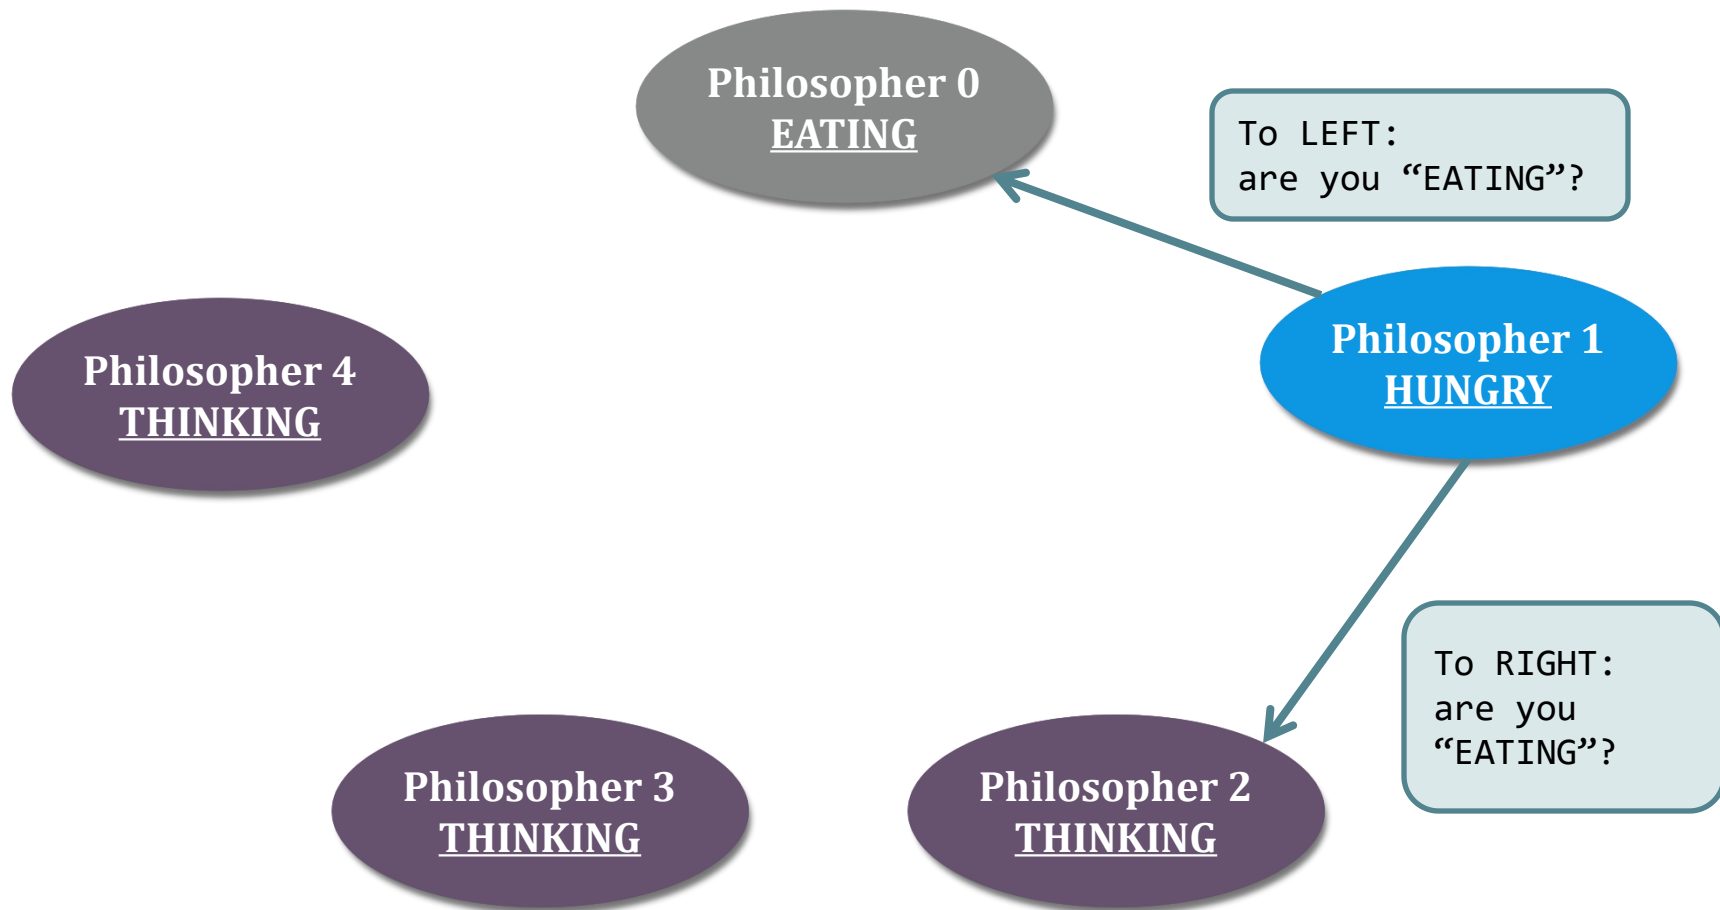 Philosopher 0
EATING
To LEFT:
are you “EATING”?
Philosopher 1
HUNGRY
Philosopher 4
THINKING
To RIGHT:
are you
“EATING”?
Philosopher 3
THINKING
Philosopher 2
THINKING